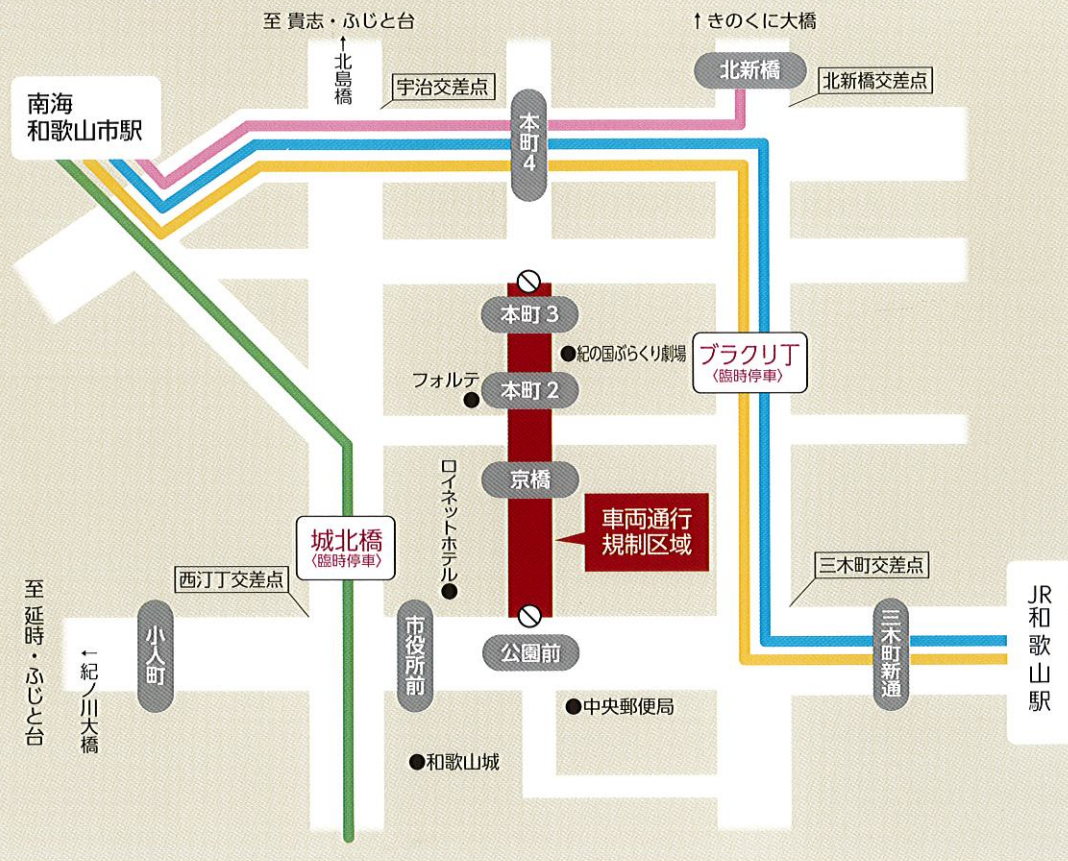 至 貴志・ふじと台
↑北島橋
↑きのくに大橋
宇治交差点
北新橋
北新橋交差点
南海
和歌山市駅
本町4
本町3
紀の国ぶらくり劇場
ブラクリ丁
〈臨時停車〉
フォルテ
本町2
京橋
ロイネットホテル
車両通行
規制区域
城北橋
〈臨時停車〉
西汀丁交差点
三木町交差点
至 延時・ふじと台
←紀ノ川大橋
小人町
市役所前
公園前
三木町新通
JR和歌山駅
中央郵便局
和歌山城